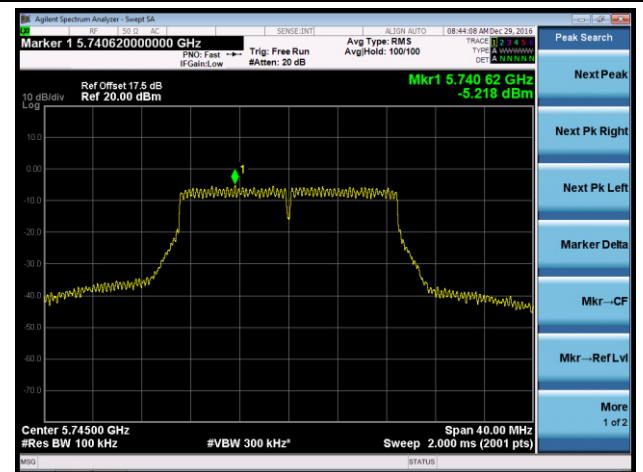 Agilent Spectrum Analyzer - Swept SA
RF 50 Ω AC SENSE:INT ALIGN AUTO 08:44:08 AM Dec 29, 2016
Marker 1 5.740620000000 GHz
PNO: Fast
IFGain:Low
Trig: Free Run
#Atten: 20 dB
Avg Type: RMS
Avg|Hold: 100/100
TRACE 1 2 3 4 5 6
TYPE A WWWWW
DET A N N N N N
Peak Search
Ref Offset 17.5 dB
10 dB/div Ref 20.00 dBm
Log
Mkr1 5.740 62 GHz
-5.218 dBm
Next Peak
10.0
Next Pk Right
0.00
1
Next Pk Left
-10.0
-20.0
Marker Delta
-30.0
-40.0
Mkr→CF
-50.0
-60.0
Mkr→Ref Lvl
-70.0
More
1 of 2
Center 5.74500 GHz Span 40.00 MHz
#Res BW 100 kHz #VBW 300 kHz* Sweep 2.000 ms (2001 pts)
MSG STATUS